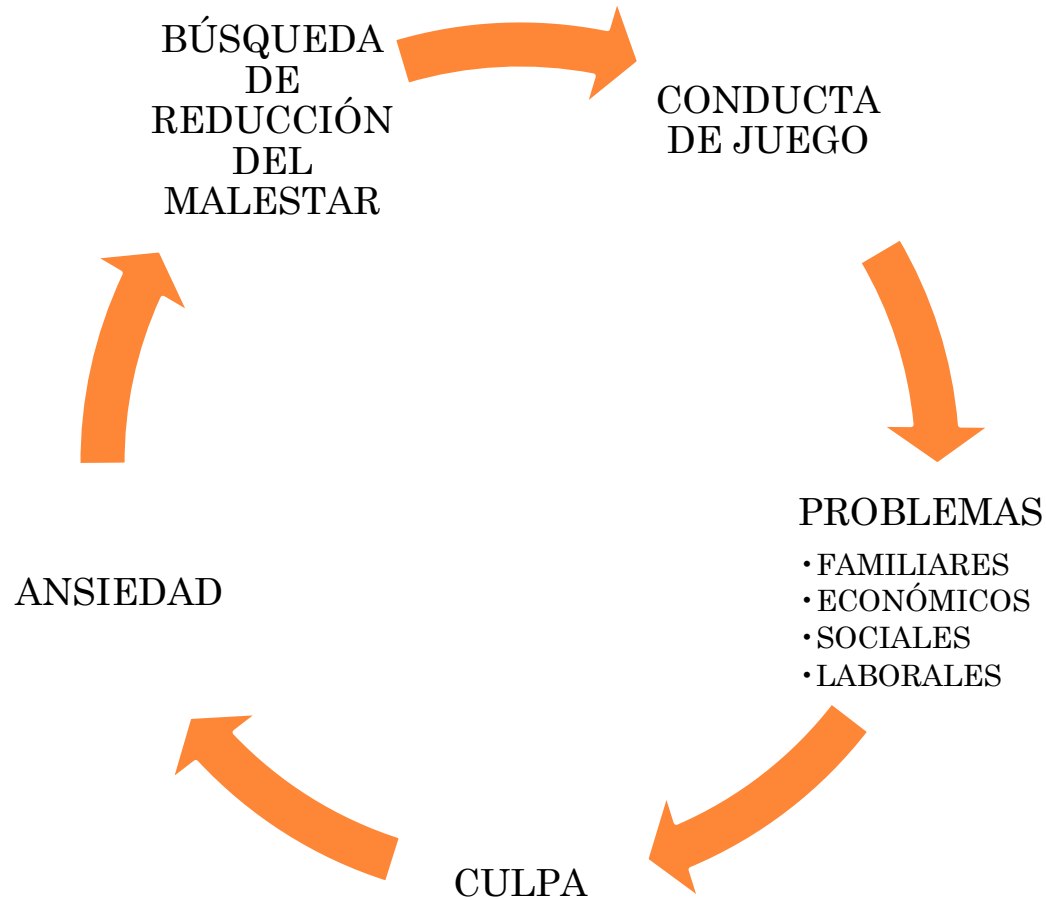 BÚSQUEDA
DE
REDUCCIÓN
DEL
MALESTAR
CONDUCTA
DE JUEGO
PROBLEMAS
•FAMILIARES
•ECONÓMICOS
•SOCIALES
•LABORALES
CULPA
ANSIEDAD